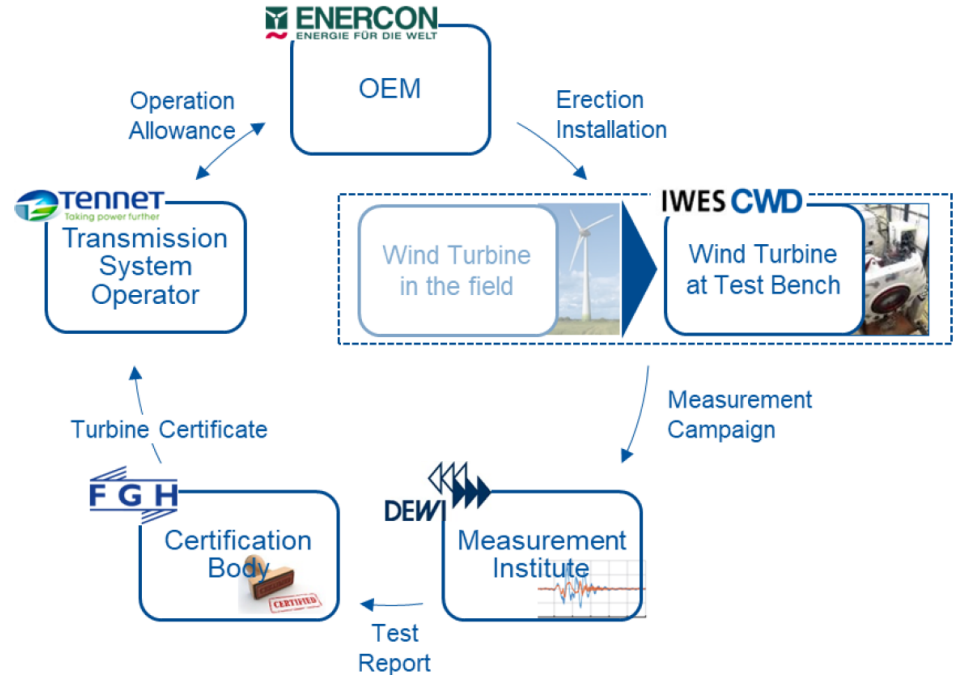 ENERCON
ENERGIE FÜR DIE WELT
OEM
Operation
Allowance
Erection
Installation
TENNET
Taking power further
Transmission
System
Operator
Wind Turbine
in the field
IWES CWD
Wind Turbine
at Test Bench
Measurement
Campaign
Turbine Certificate
FGH
Certification
Body
CERTIFIED
DEWI
Measurement
Institute
Test
Report